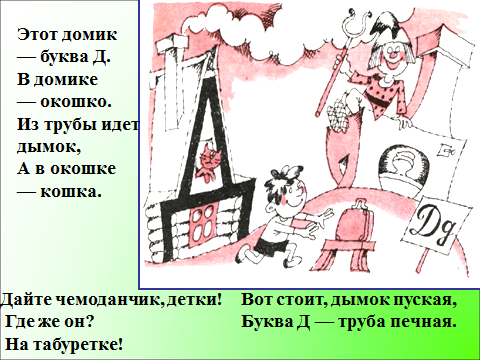 Этот домик
— буква Д.
В домике
— окошко.
Из трубы идет
дымок,
А в окошке
— кошка.
Дд
Дайте чемоданчик, детки!
Где же он?
На табуретке!
Вот стоит, дымок пуская,
Буква Д — труба печная.